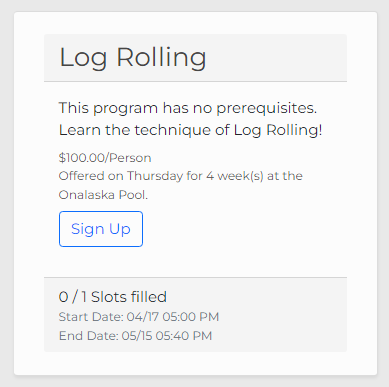 Log Rolling
This program has no prerequisites.
Learn the technique of Log Rolling!
$100.00/Person
Offered on Thursday for 4 week(s) at the
Onalaska Pool.
Sign Up
0 / 1 Slots filled
Start Date: 04/17 05:00 PM
End Date: 05/15 05:40 PM